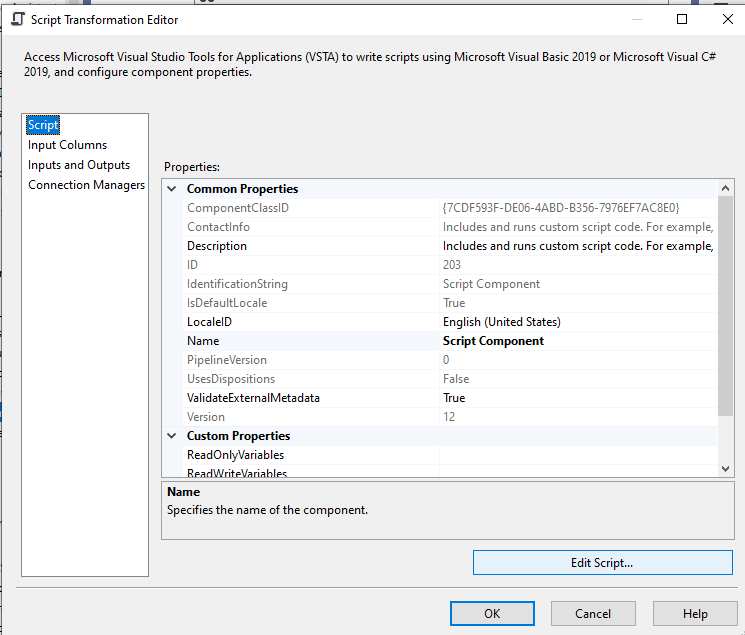 Script Transformation Editor
Access Microsoft Visual Studio Tools for Applications (VSTA) to write scripts using Microsoft Visual Basic 2019 or Microsoft Visual C#
2019, and configure component properties.
Script
Input Columns
Inputs and Outputs
Connection Managers
Properties:
Common Properties
ComponentClassID {7CDF593F-DE06-4ABD-B356-7976EF7AC8E0}
ContactInfo Includes and runs custom script code. For example,
Description Includes and runs custom script code. For example,
ID 203
IdentificationString Script Component
IsDefaultLocale True
LocaleID English (United States)
Name Script Component
PipelineVersion 0
UsesDispositions False
ValidateExternalMetadata True
Version 12
Custom Properties
ReadOnlyVariables
ReadWriteVariables
Name
Specifies the name of the component.
Edit Script...
OK Cancel Help